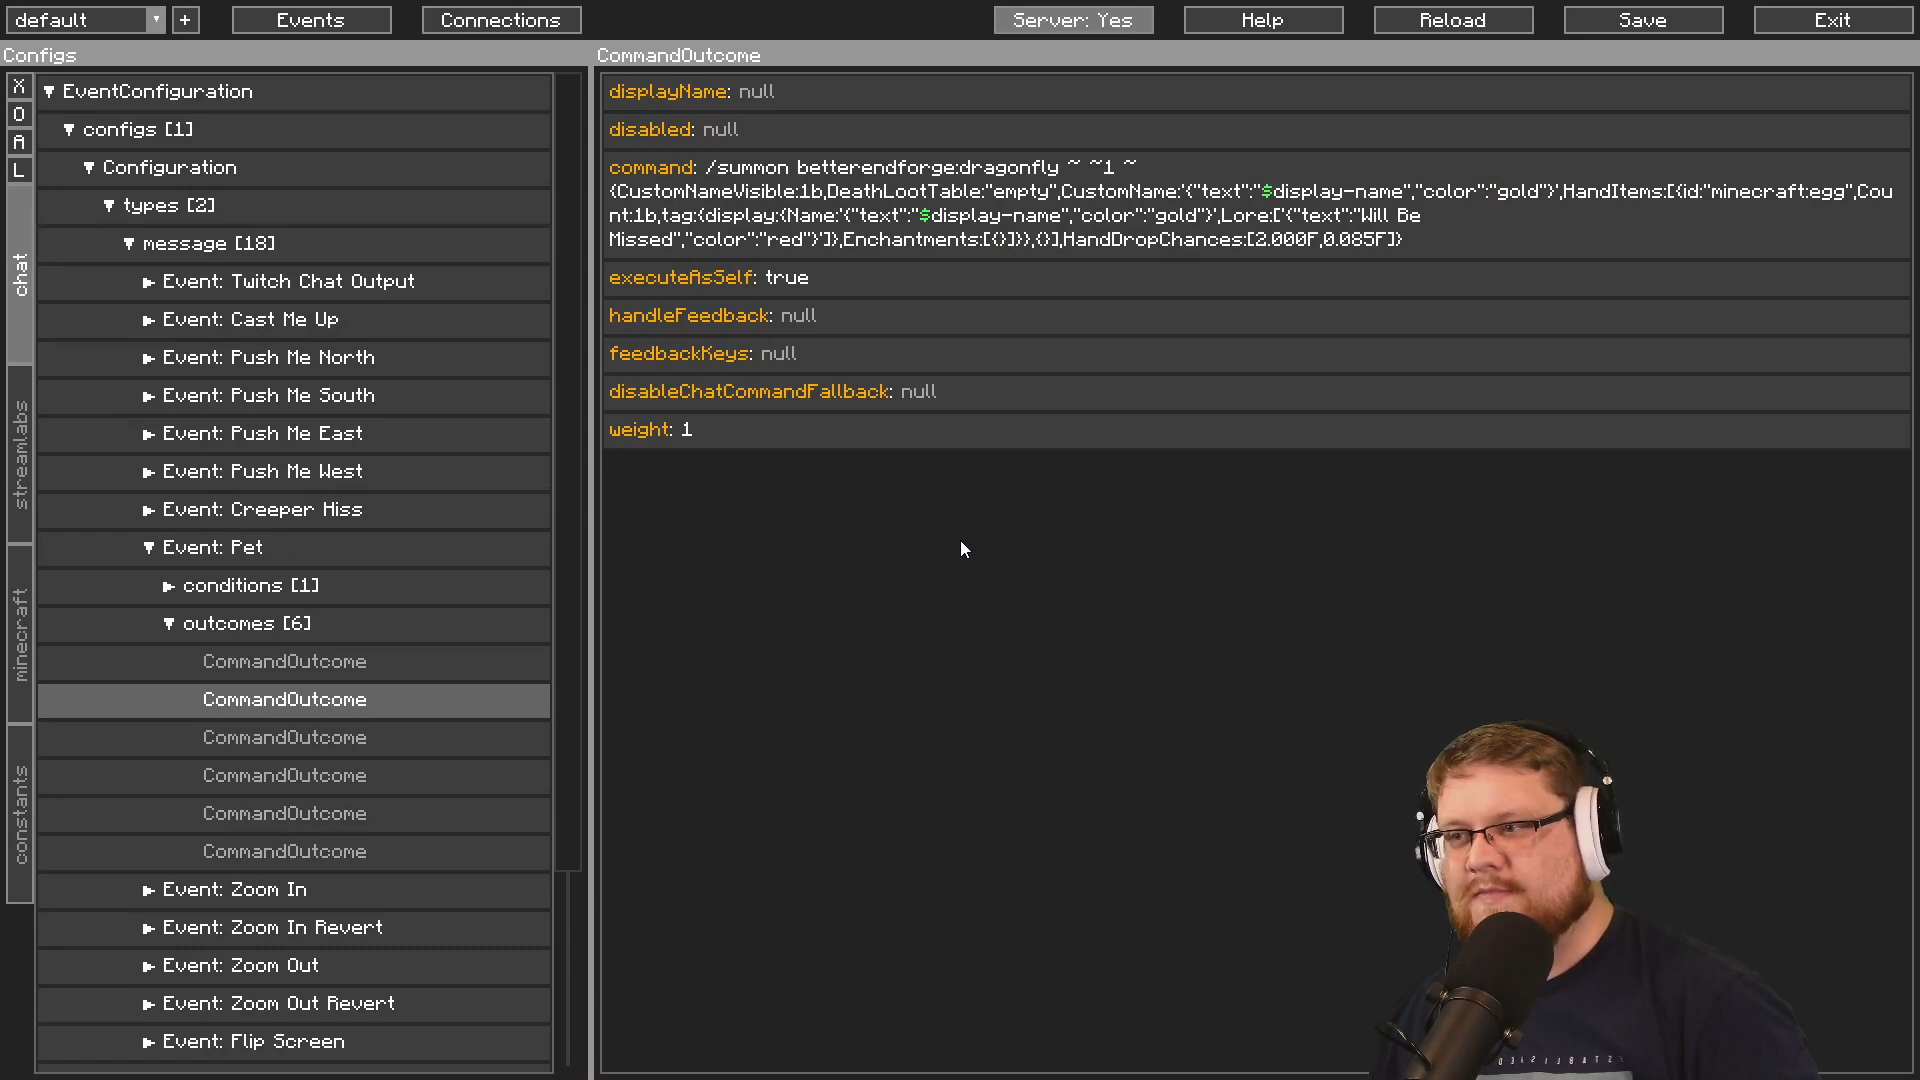 default
+
Events
Connections
Server: Yes
Help
Reload
Save
Exit
Configs
CommandOutcome
X
O
A
L
chat
streamlabs
minecraft
constants
EventConfiguration
configs [1]
Configuration
types [2]
message [18]
Event: Twitch Chat Output
Event: Cast Me Up
Event: Push Me North
Event: Push Me South
Event: Push Me East
Event: Push Me West
Event: Creeper Hiss
Event: Pet
conditions [1]
outcomes [6]
CommandOutcome
CommandOutcome
CommandOutcome
CommandOutcome
CommandOutcome
CommandOutcome
Event: Zoom In
Event: Zoom In Revert
Event: Zoom Out
Event: Zoom Out Revert
Event: Flip Screen
displayName: null
disabled: null
command: /summon betterendforge:dragonfly ~ ~1 ~
{CustomNameVisible:1b,DeathLootTable:"empty",CustomName:'{"text":"$display-name","color":"gold"}',HandItems:[{id:"minecraft:egg",Cou
nt:1b,tag:{display:{Name:'{"text":"$display-name","color":"gold"}',Lore:['{"text":"Will Be
Missed","color":"red"}']},Enchantments:[{}]}},{}],HandDropChances:[2.000F,0.085F]}
executeAsSelf: true
handleFeedback: null
feedbackKeys: null
disableChatCommandFallback: null
weight: 1
ESTABLISHED